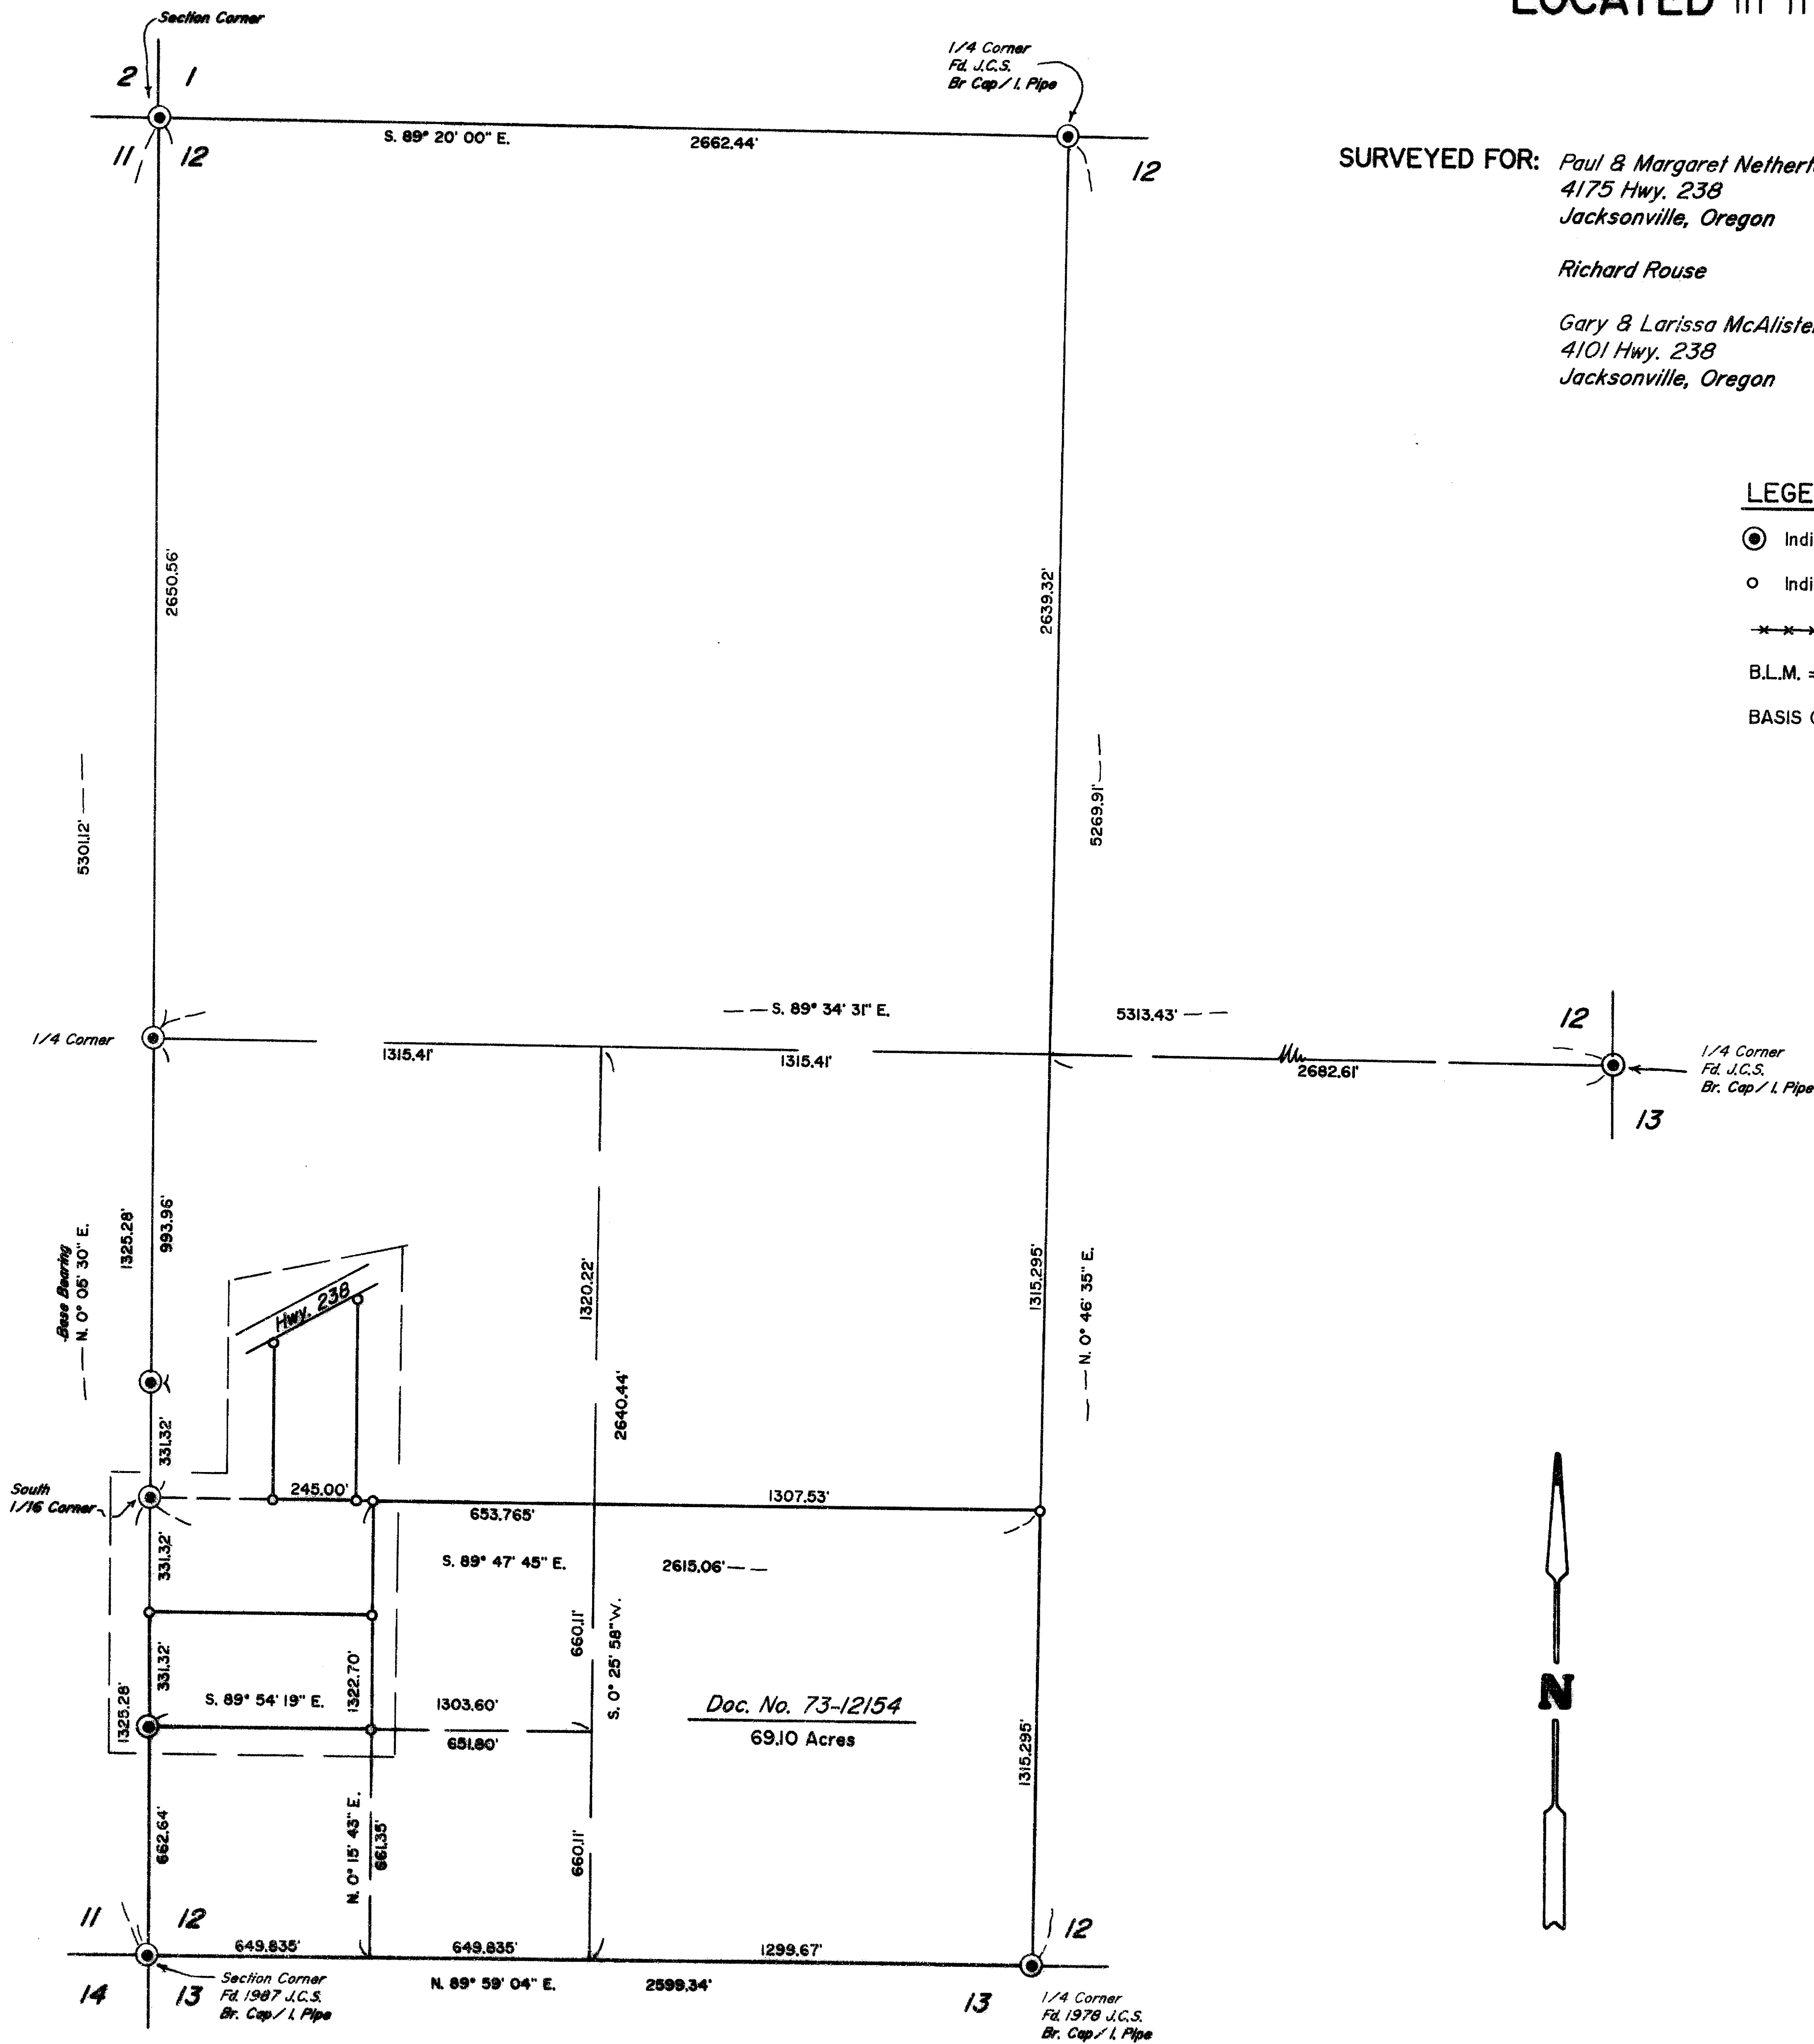 LOCATED in
Section Corner
2 1
11 12
1/4 Corner
Fd. J.C.S.
Br Cap / I. Pipe
S. 89° 20' 00" E.
2662.44'
12
SURVEYED FOR:
Paul & Margaret
4175 Hwy. 238
Jacksonville, Oregon
Richard Rouse
Gary & Larissa McAlister
4101 Hwy. 238
Jacksonville, Oregon
B.L.M. =
BASIS
2650.56'
2639.32'
5301.12'
5269.91'
1/4 Corner
S. 89° 34' 31" E.
5313.43'
1315.41'
1315.41'
2682.61'
12
13
1/4 Corner
Fd. J.C.S.
Br. Cap / I. Pipe
Base Bearing
N. 0° 05' 30" E.
1325.28'
993.96'
Hwy. 238
1320.22'
1315.295'
N. 0° 46' 35" E.
331.32'
2640.44'
South
1/16 Corner
245.00'
653.765'
1307.53'
331.32'
S. 89° 47' 45" E.
2615.06'
660.11'
S. 0° 25' 58" W.
331.32'
1325.28'
S. 89° 54' 19" E.
1322.70'
1303.60'
651.80'
Doc. No. 73-12154
69.10 Acres
1315.295'
N
662.64'
N. 0° 15' 43" E.
661.35'
660.11'
11 12
649.835'
649.835'
1299.67'
12
14 13
Section Corner
Fd. 1987 J.C.S.
Br. Cap / I. Pipe
N. 89° 59' 04" E.
2599.34'
13
1/4 Corner
Fd. 1978 J.C.S.
Br. Cap / I. Pipe